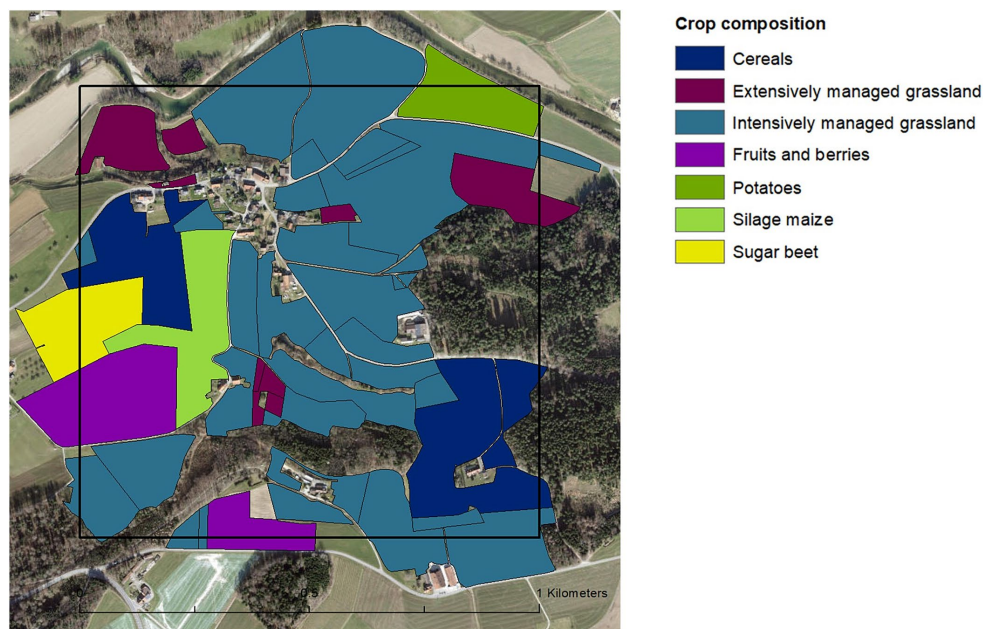 Crop composition
Cereals
Extensively managed grassland
Intensively managed grassland
Fruits and berries
Potatoes
Silage maize
Sugar beet
0 0.5 1 Kilometers